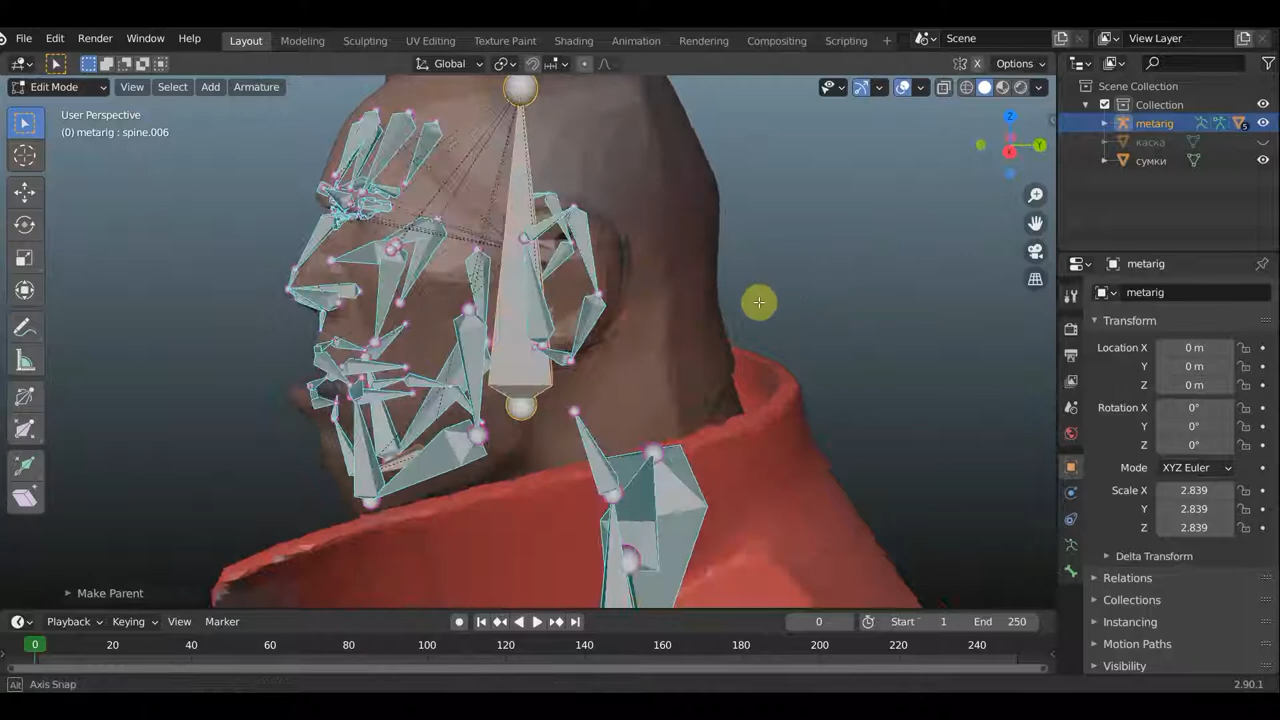 File Edit Render Window Help Layout Modeling Sculpting UV Editing Texture Paint Shading Animation Rendering Compositing Scripting + Scene View Layer
Global Options
Edit Mode View Select Add Armature
User Perspective
(0) metarig : spine.006
Z
Y
X
Scene Collection
Collection
metarig 5
каска
сумки
metarig
metarig
Transform
Location X 0 m
Y 0 m
Z 0 m
Rotation X 0°
Y 0°
Z 0°
Mode XYZ Euler
Scale X 2.839
Y 2.839
Z 2.839
Delta Transform
Relations
Collections
Instancing
Motion Paths
Visibility
Make Parent
Playback Keying View Marker 0 Start 1 End 250
0 20 40 60 80 100 120 140 160 180 200 220 240
Alt Axis Snap 2.90.1